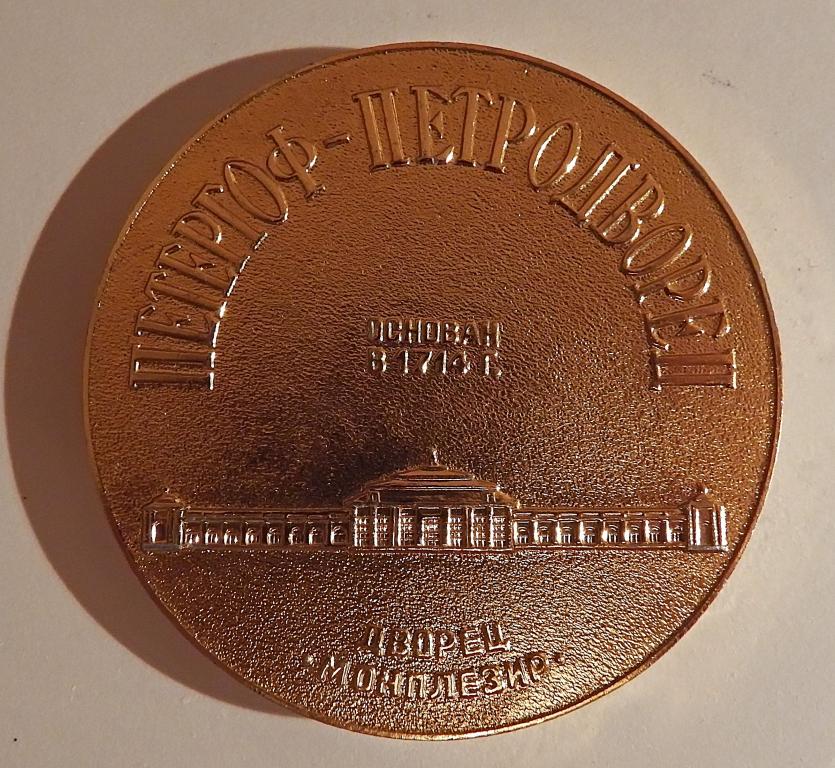 ПЕТЕРГОФ-ПЕТРОДВОРЕЦ
ОСНОВАН
В 1714 Г.
ДВОРЕЦ
·МОНПЛЕЗИР·